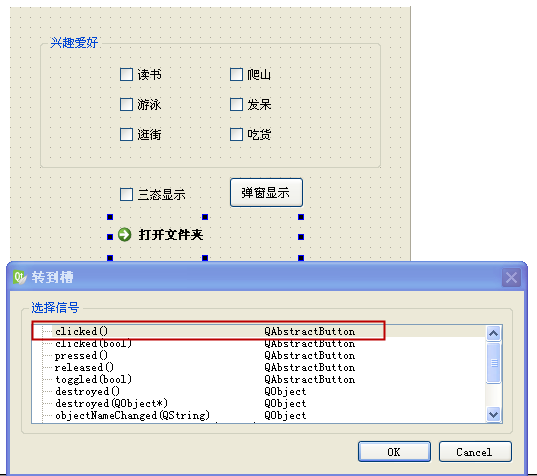 兴趣爱好
读书 爬山
游泳 发呆
逛街 吃货
三态显示 弹窗显示
打开文件夹
Qt 转到槽
选择信号
clicked() QAbstractButton
clicked(bool) QAbstractButton
pressed() QAbstractButton
released() QAbstractButton
toggled(bool) QAbstractButton
destroyed() QObject
destroyed(QObject*) QObject
objectNameChanged(QString) QObject
OK Cancel